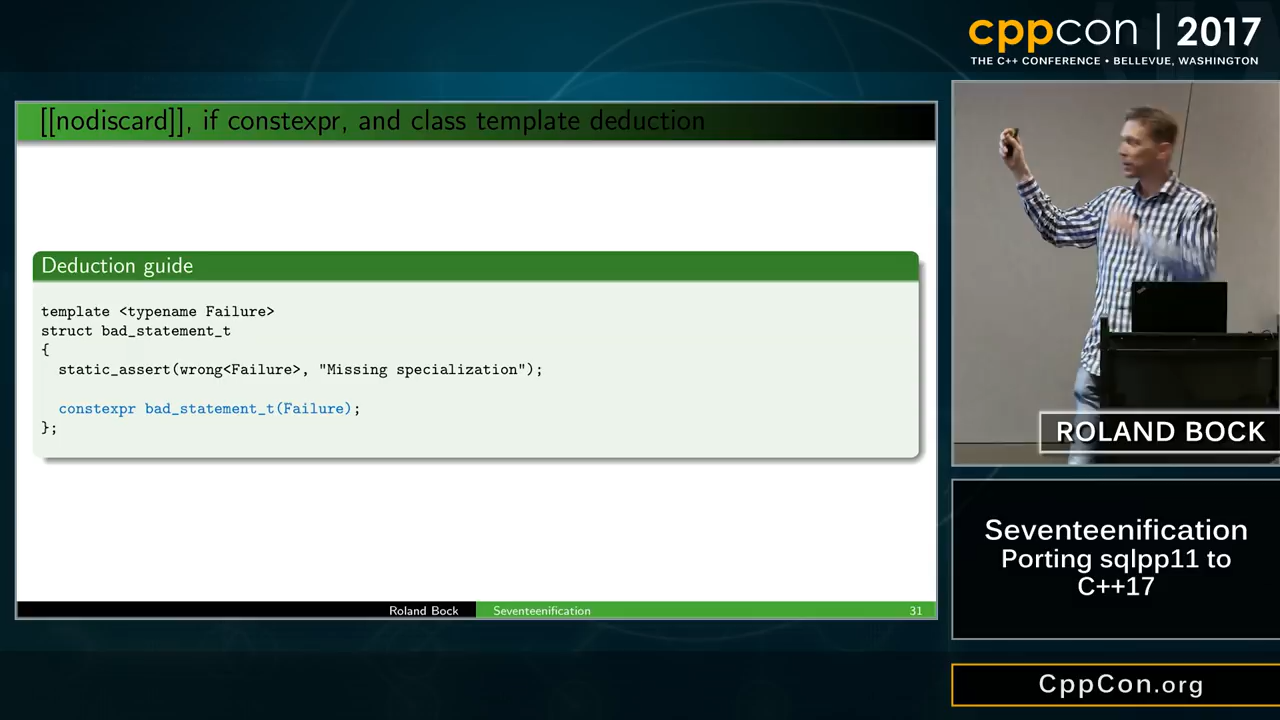 cppcon | 2017
THE C++ CONFERENCE • BELLEVUE, WASHINGTON
[[nodiscard]], if constexpr, and class template deduction
Deduction guide
template <typename Failure>
struct bad_statement_t
{
static_assert(wrong<Failure>, "Missing specialization");
constexpr bad_statement_t(Failure);
};
Roland Bock
Seventeenification
31
ROLAND BOCK
Seventeenification
Porting sqlpp11 to
C++17
CppCon.org